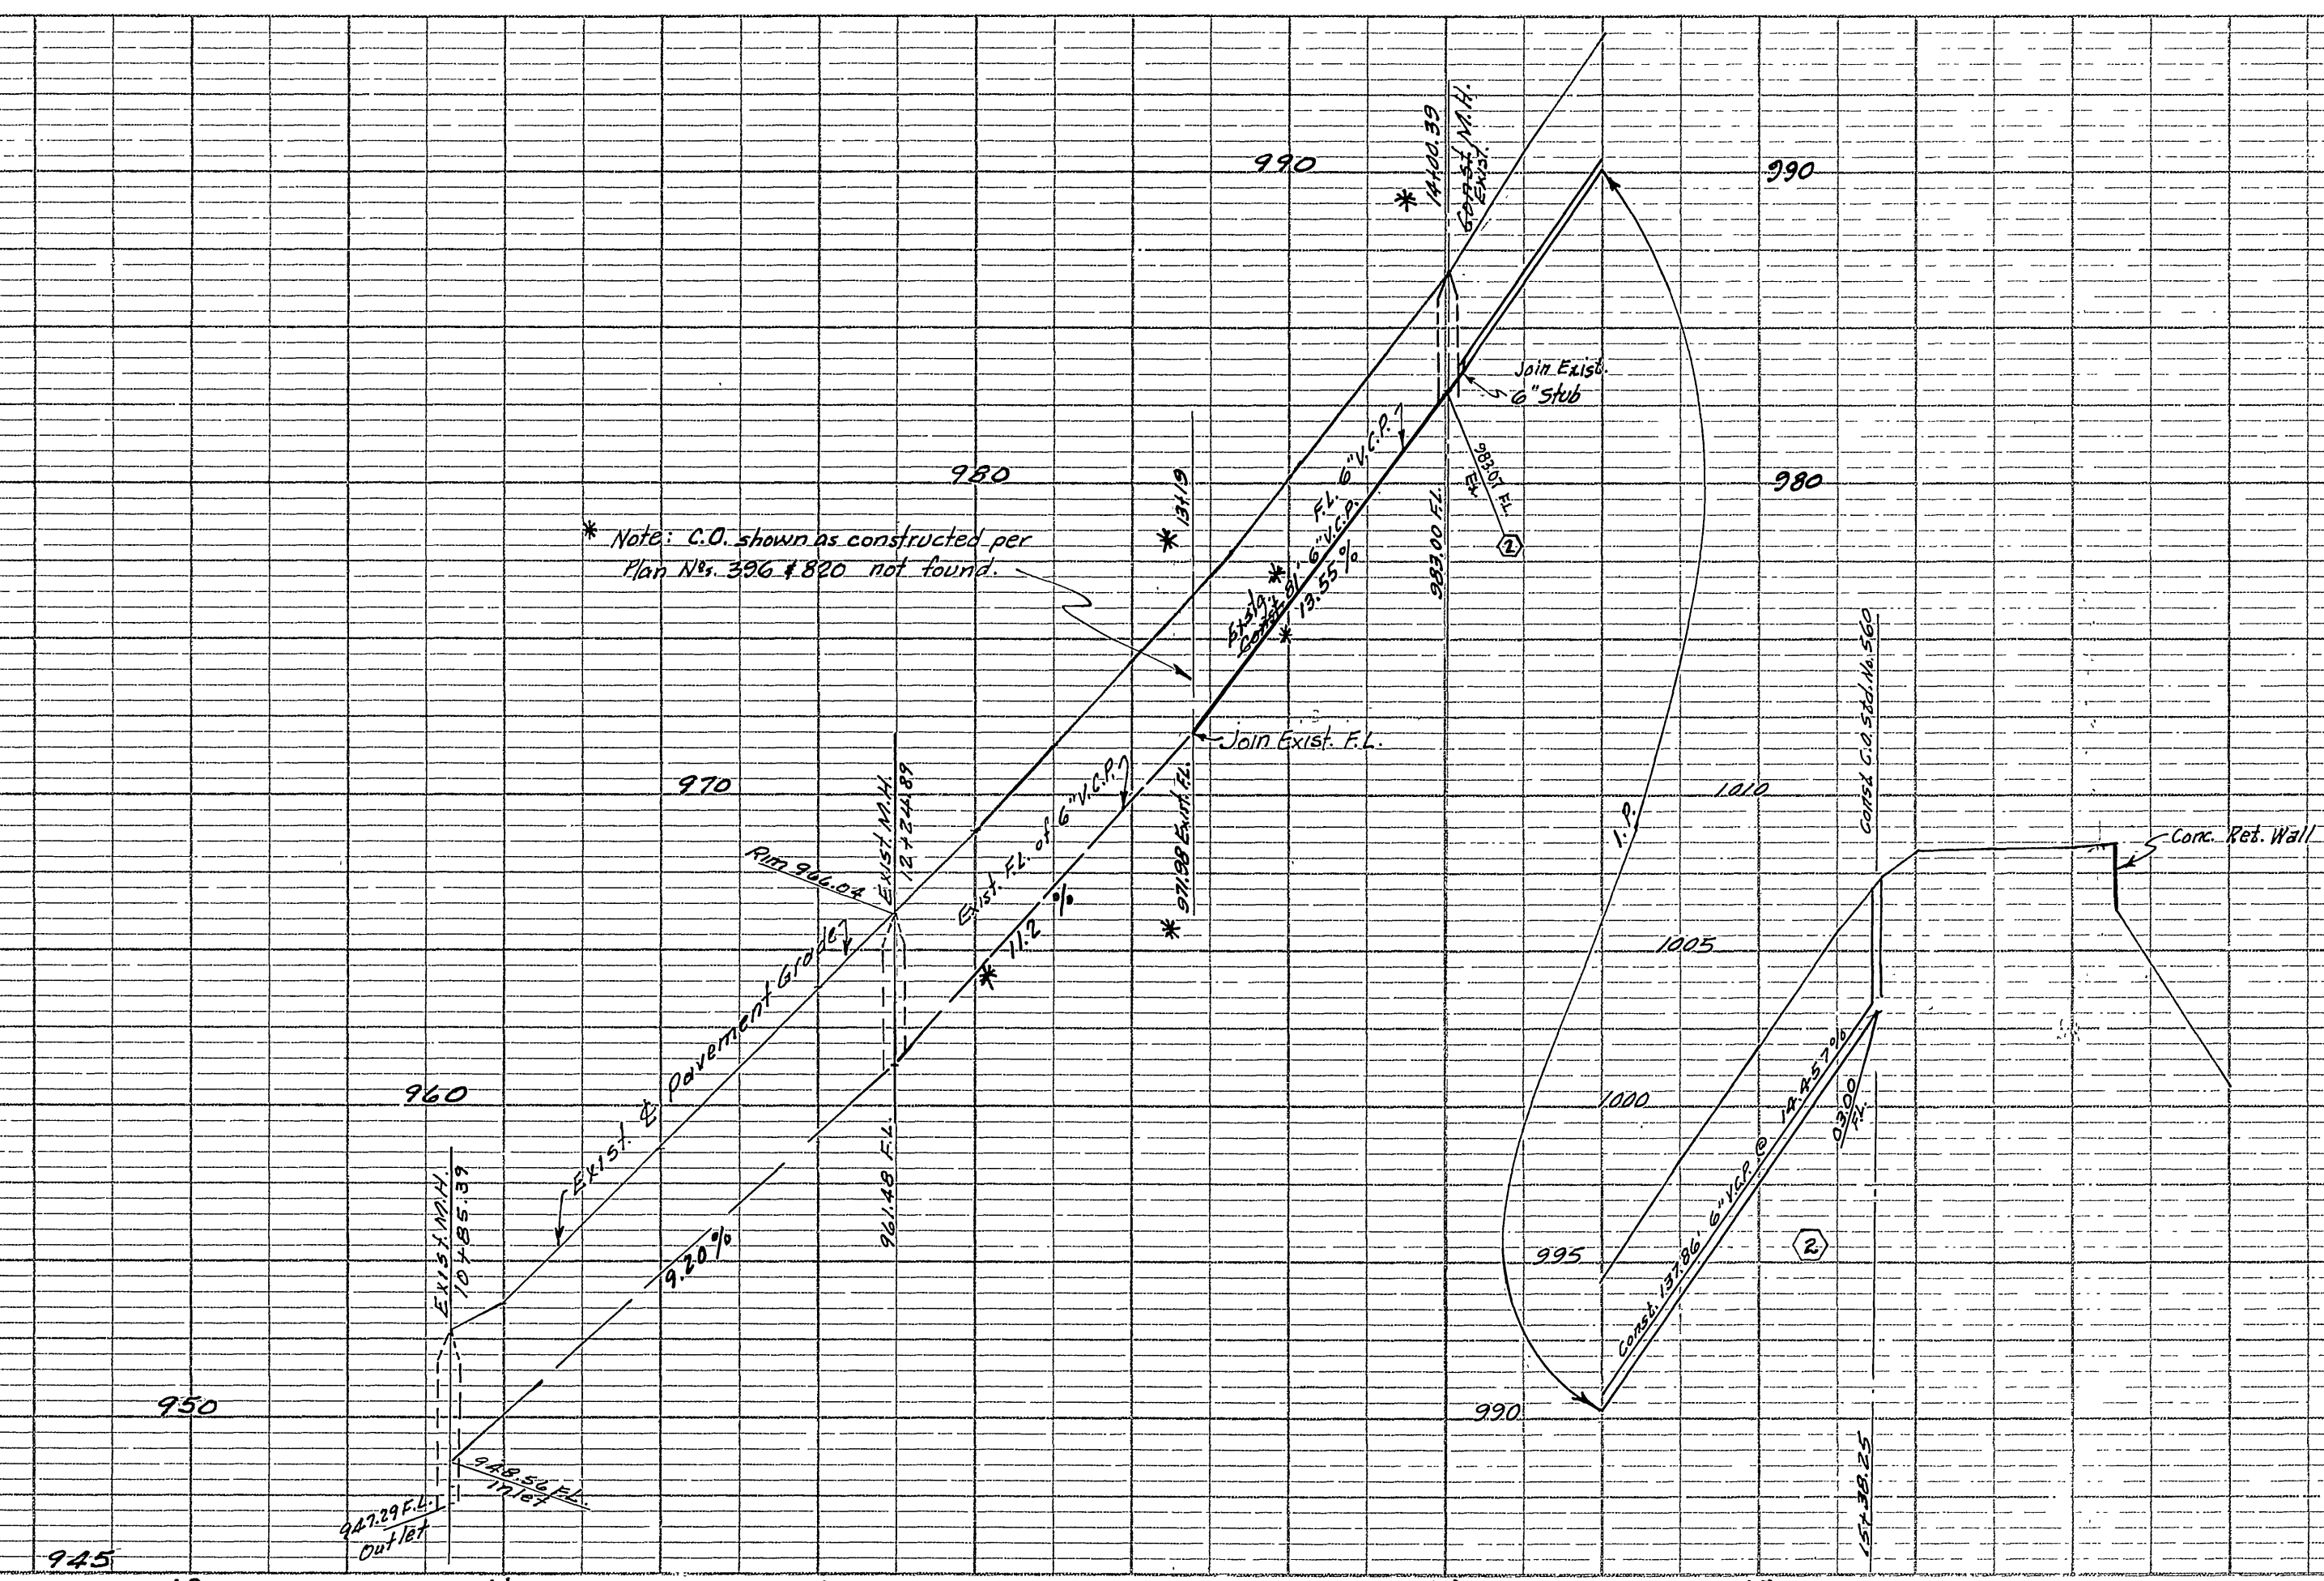 990
14+00.39
Const. M.H.
Exist.
*
990
Join Exist.
6" Stub
980
* Note: C.O. shown as constructed per
Plan Nos. 396 & 820 not found.
* 13+19
F.L. 6" V.C.P.
Exstg. *
Const. 81' 6" V.C.P.
* 13.55%
983.00 F.L.
983.07 F.L.
Ex
2
980
Join Exist. F.L.
970
Exist. M.H.
12+24.89
Rim 966.04
Exist. F.L. of 6" V.C.P.
* 11.2 %
* 971.98 Exist. F.L.
I.P.
1010
Const. C.O. Std. No. 560
Conc. Ret. Wall
1005
Exist. ℄ Pavement Grade
960
961.48 F.L.
1000
Const. 137.86' 6" V.C.P. @ 14.457%
03.00
F.L.
2
Exist. M.H.
10+85.39
9.20%
995
950
990
15+38.25
948.56 F.L.
Inlet
947.29 F.L.
Outlet
945